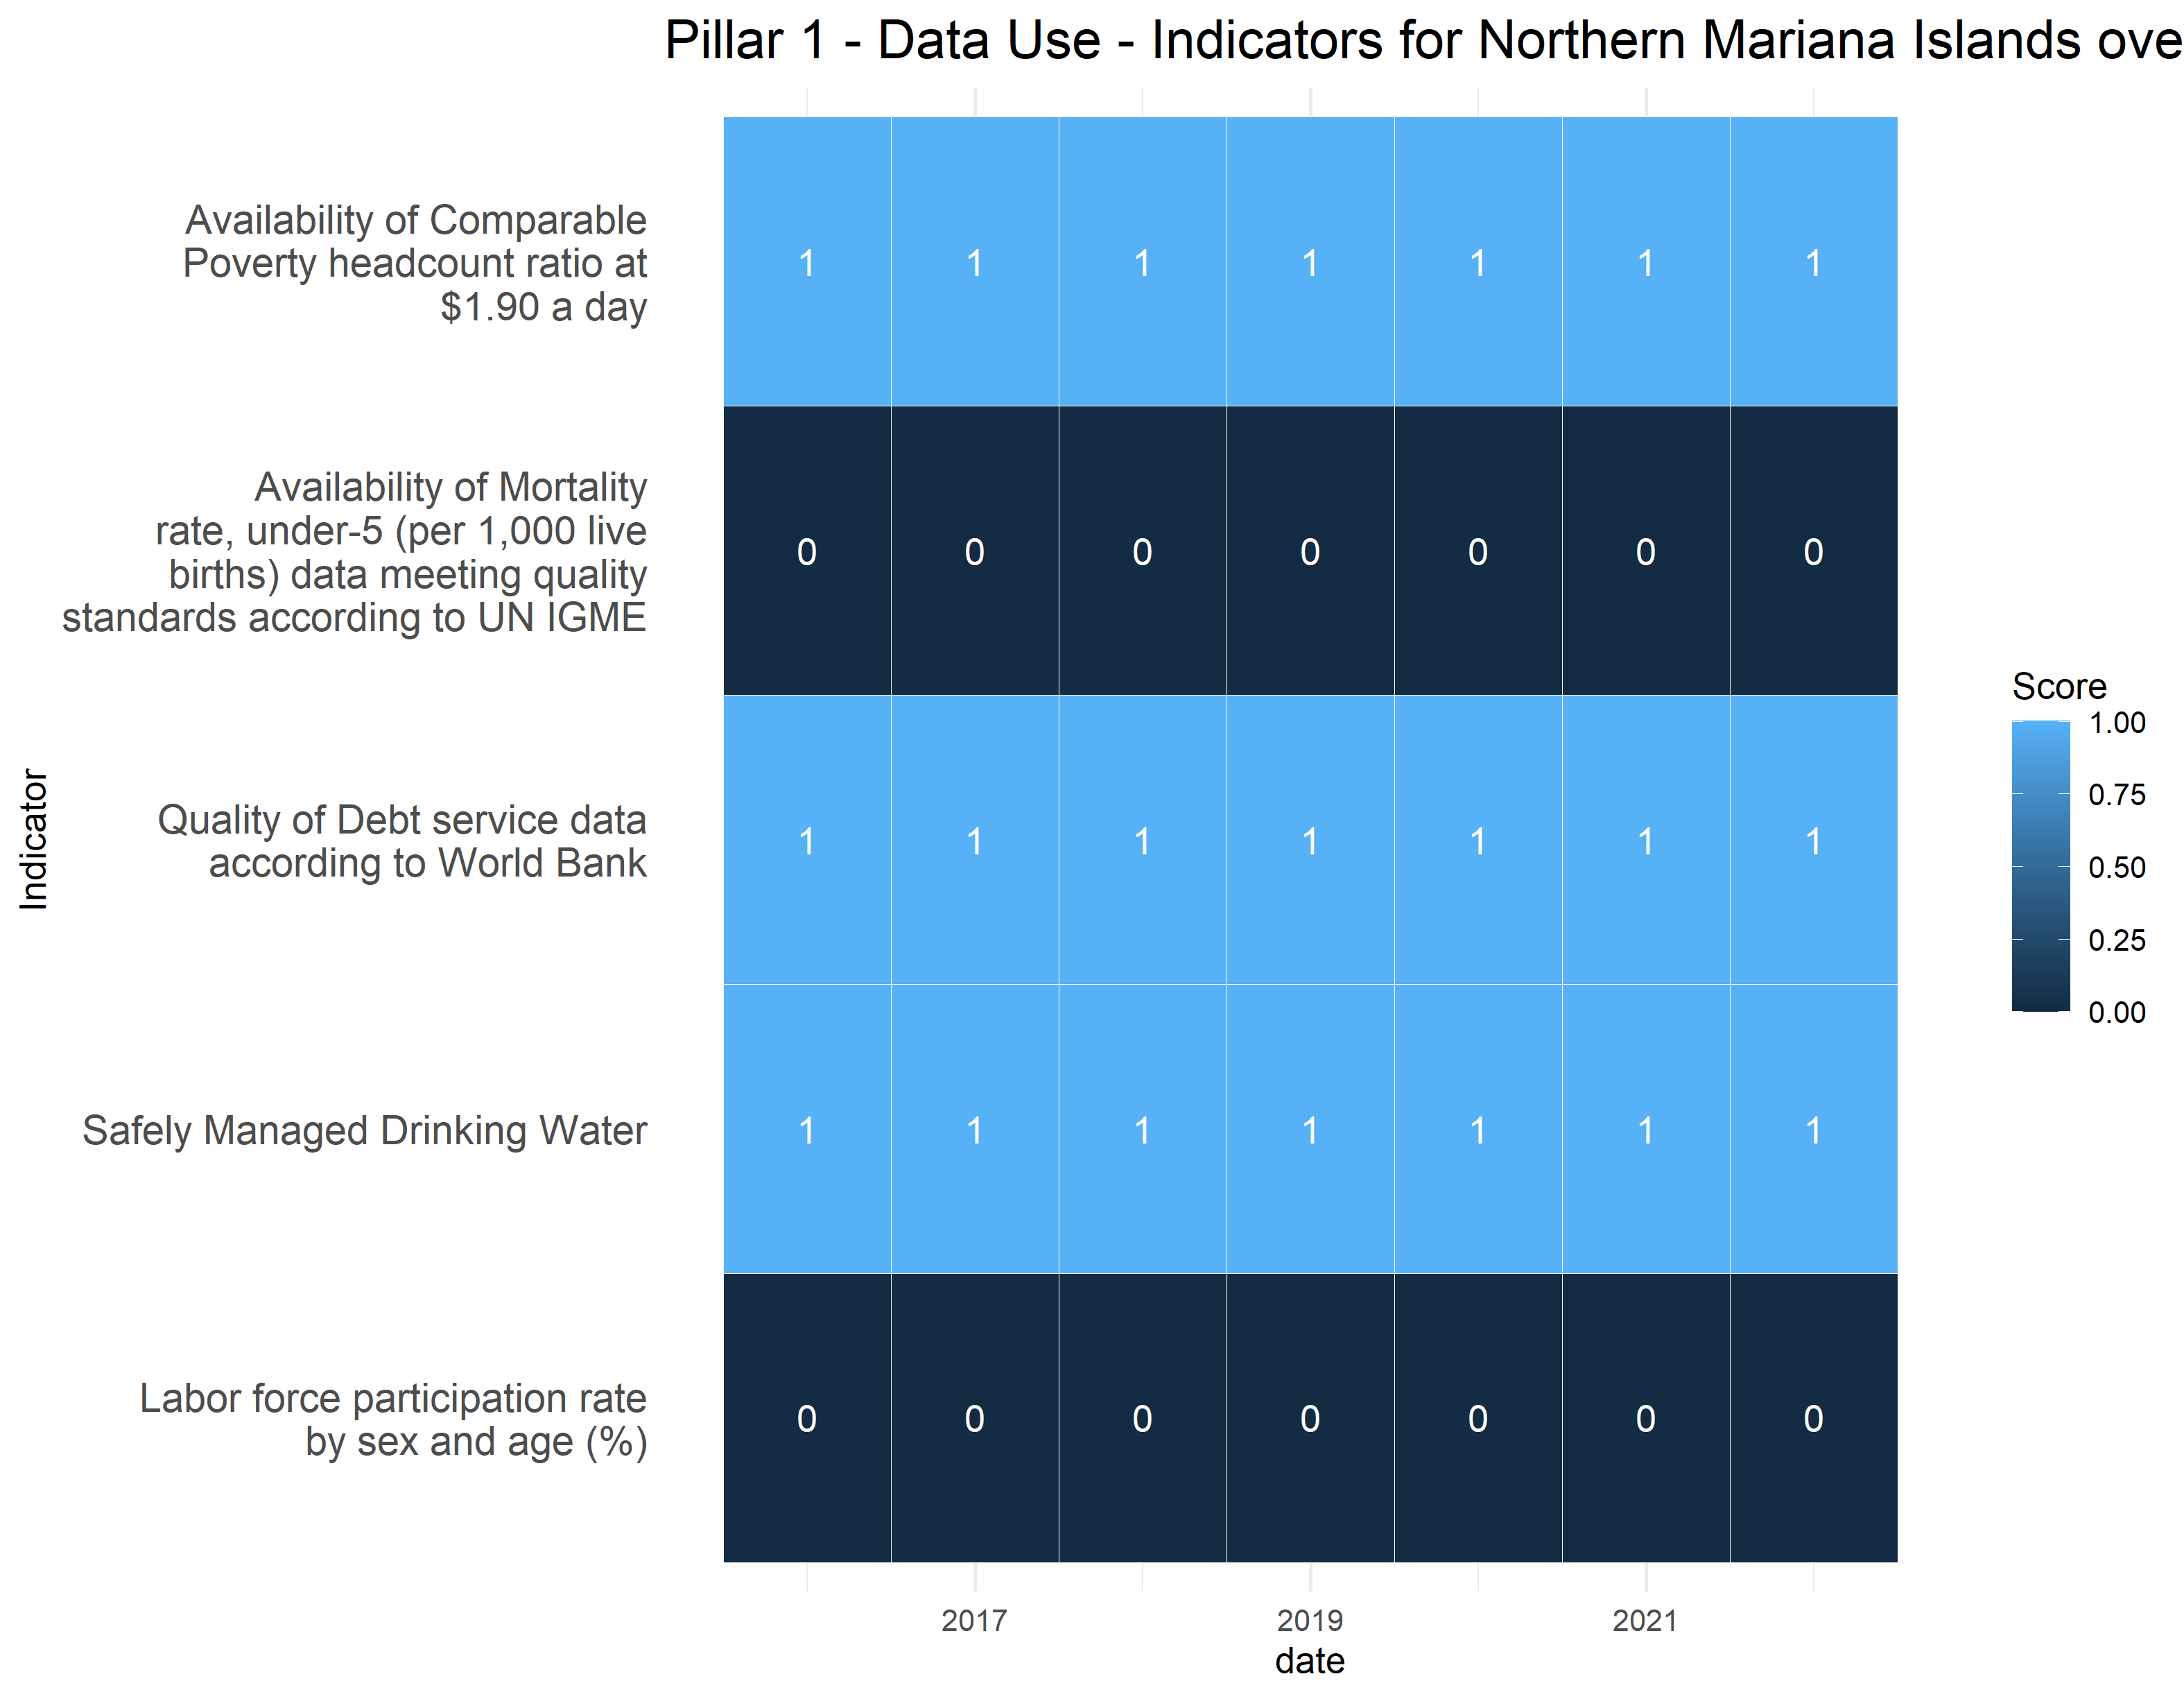 Pillar 1 - Data Use - Indicators for Northern Mariana Islands ove
Availability of Comparable
Poverty headcount ratio at
$1.90 a day
1 1 1 1 1 1 1
Availability of Mortality
rate, under-5 (per 1,000 live
births) data meeting quality
standards according to UN IGME
0 0 0 0 0 0 0
Quality of Debt service data
according to World Bank
1 1 1 1 1 1 1
Safely Managed Drinking Water
1 1 1 1 1 1 1
Labor force participation rate
by sex and age (%)
0 0 0 0 0 0 0
Indicator
2017 2019 2021
date
Score
1.00
0.75
0.50
0.25
0.00